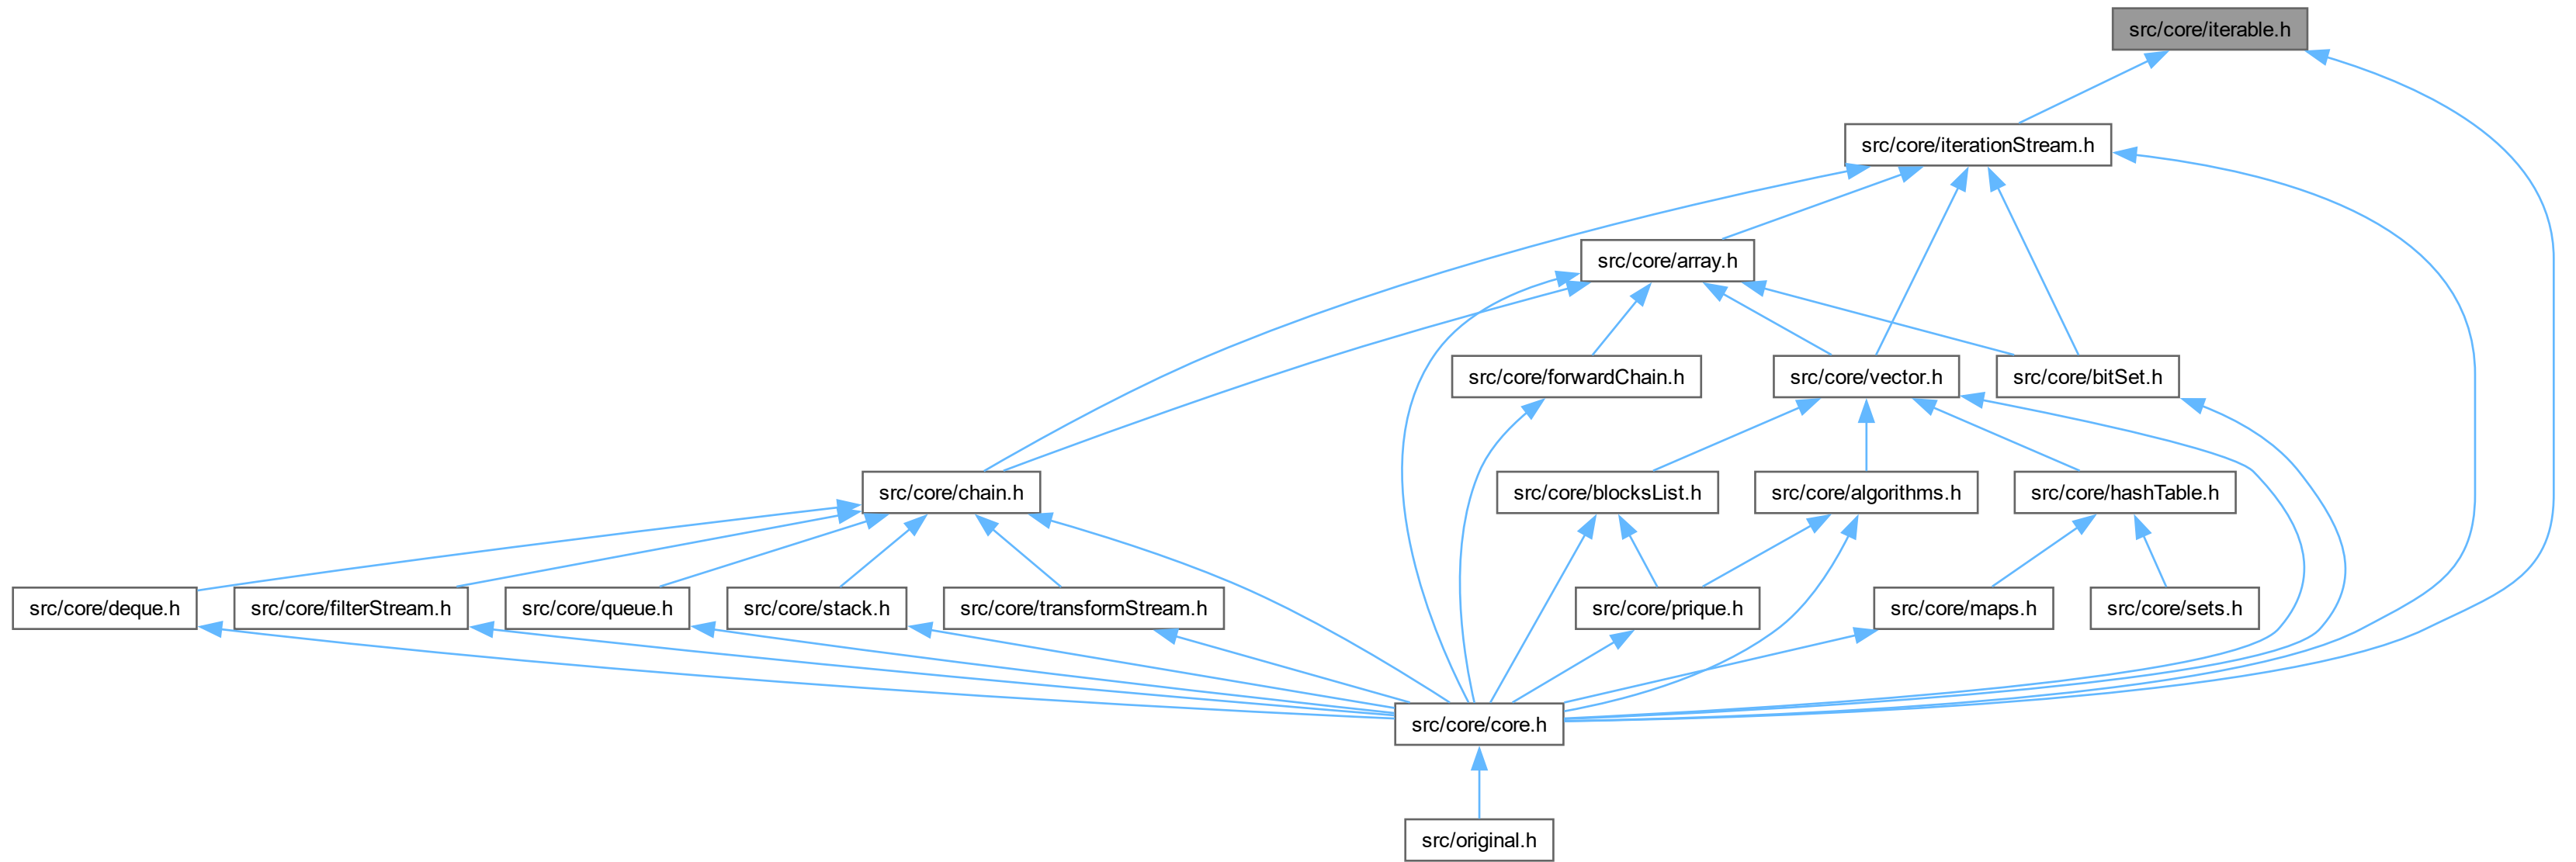 src/core/iterable.h
src/core/iterationStream.h
src/core/array.h
src/core/forwardChain.h
src/core/vector.h
src/core/bitSet.h
src/core/chain.h
src/core/blocksList.h
src/core/algorithms.h
src/core/hashTable.h
src/core/deque.h
src/core/filterStream.h
src/core/queue.h
src/core/stack.h
src/core/transformStream.h
src/core/prique.h
src/core/maps.h
src/core/sets.h
src/core/core.h
src/original.h